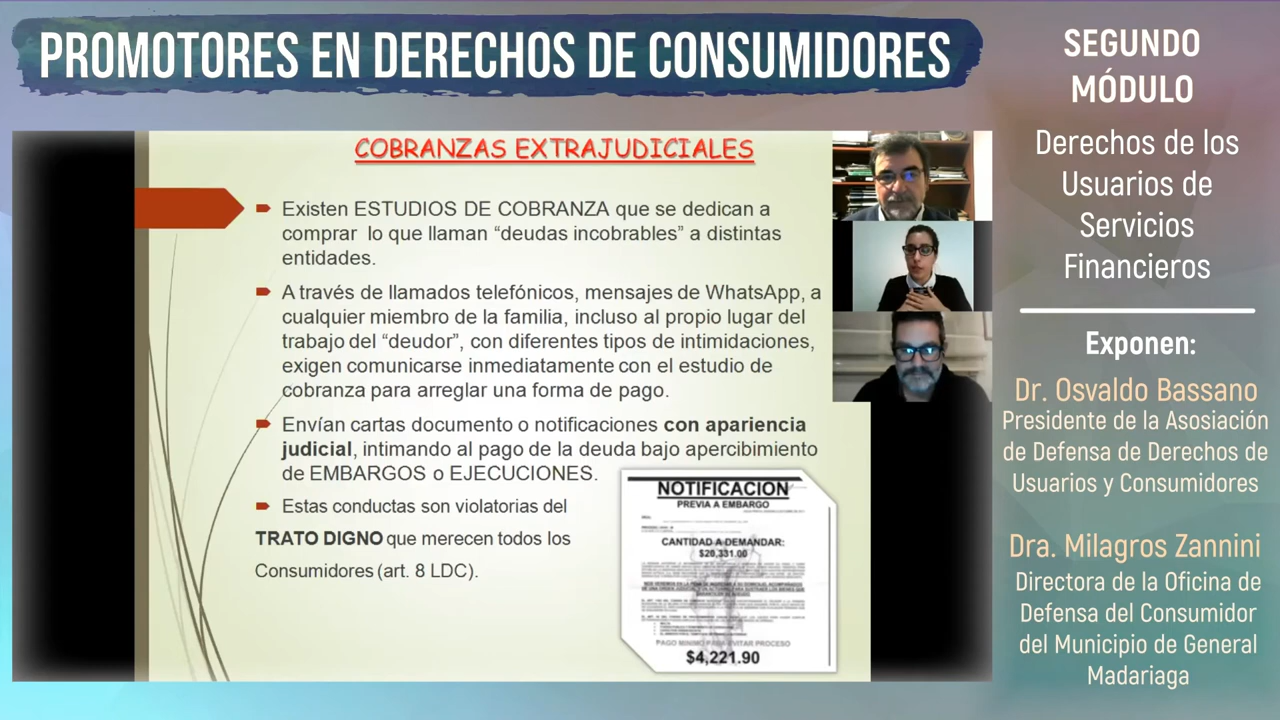 PROMOTORES EN DERECHOS DE CONSUMIDORES
COBRANZAS EXTRAJUDICIALES
Existen ESTUDIOS DE COBRANZA que se dedican a
comprar lo que llaman “deudas incobrables” a distintas
entidades.
A través de llamados telefónicos, mensajes de WhatsApp, a
cualquier miembro de la familia, incluso al propio lugar del
trabajo del “deudor”, con diferentes tipos de intimidaciones,
exigen comunicarse inmediatamente con el estudio de
cobranza para arreglar una forma de pago.
Envían cartas documento o notificaciones con apariencia
judicial, intimando al pago de la deuda bajo apercibimiento
de EMBARGOS o EJECUCIONES.
Estas conductas son violatorias del
TRATO DIGNO que merecen todos los
Consumidores (art. 8 LDC).
NOTIFICACION
PREVIA A EMBARGO
CANTIDAD A DEMANDAR:
$20,331.00
PAGO MINIMO PARA EVITAR PROCESO
$4,221.90
SEGUNDO
MÓDULO
Derechos de los
Usuarios de
Servicios
Financieros
Exponen:
Dr. Osvaldo Bassano
Presidente de la Asosiación
de Defensa de Derechos de
Usuarios y Consumidores
Dra. Milagros Zannini
Directora de la Oficina de
Defensa del Consumidor
del Municipio de General
Madariaga